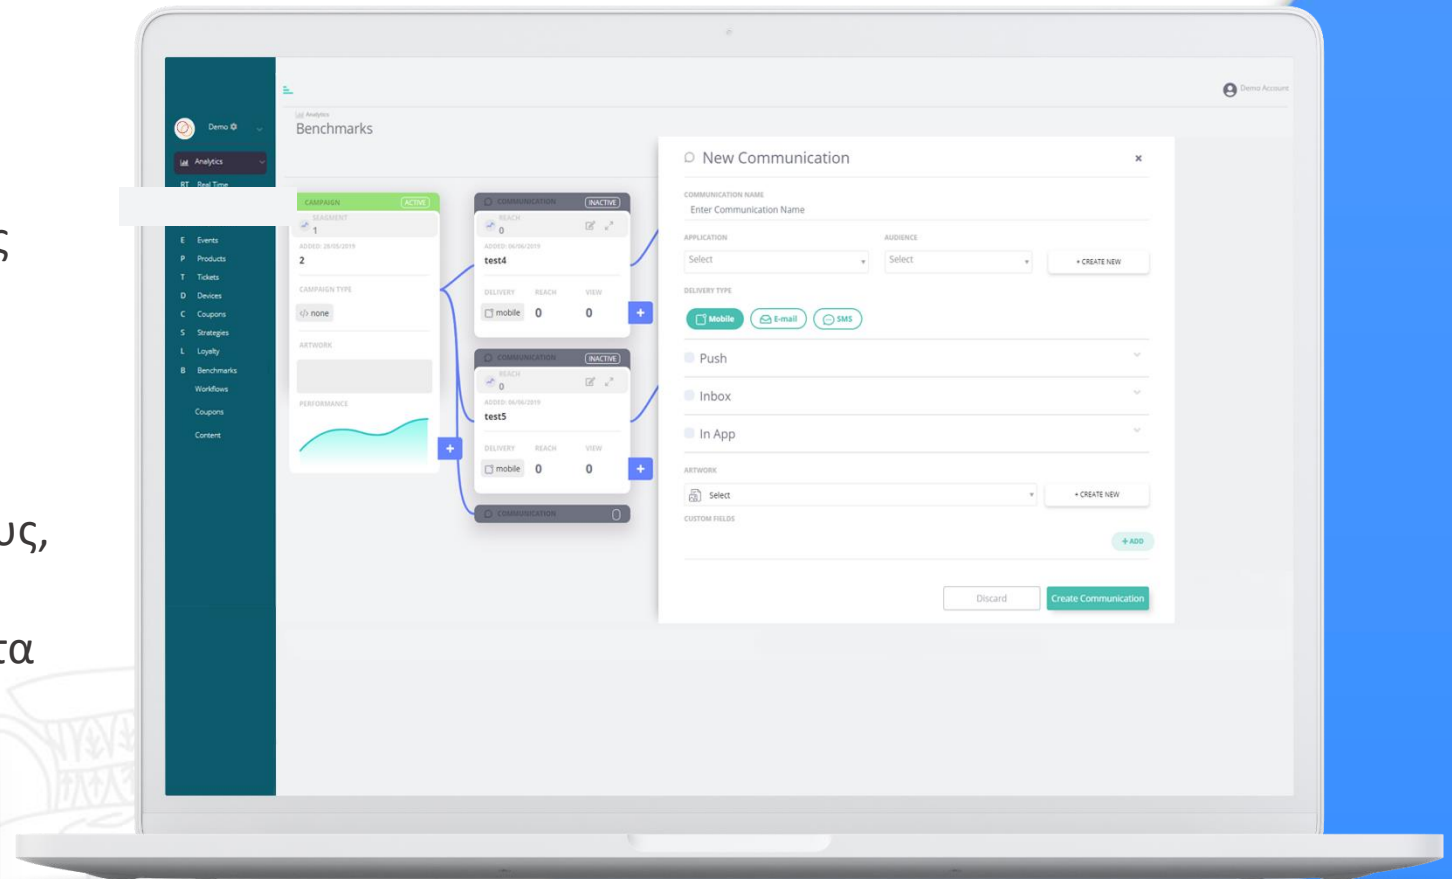 ς
υς,
τα
Demo Account
Demo
Analytics
RT Real Time
E Events
P Products
T Tickets
D Devices
C Coupons
S Strategies
L Loyalty
B Benchmarks
Workflows
Coupons
Content
Analytics
Benchmarks
CAMPAIGN ACTIVE
SEAGMENT
1
ADDED: 28/05/2019
2
CAMPAIGN TYPE
</> none
ARTWORK
PERFORMANCE
+
COMMUNICATION INACTIVE
REACH
0
ADDED: 06/06/2019
test4
DELIVERY REACH VIEW
mobile 0 0
+
COMMUNICATION INACTIVE
REACH
0
ADDED: 06/06/2019
test5
DELIVERY REACH VIEW
mobile 0 0
+
COMMUNICATION
New Communication ×
COMMUNICATION NAME
Enter Communication Name
APPLICATION AUDIENCE
Select Select + CREATE NEW
DELIVERY TYPE
Mobile E-mail SMS
Push
Inbox
In App
ARTWORK
Select + CREATE NEW
CUSTOM FIELDS
+ ADD
Discard Create Communication